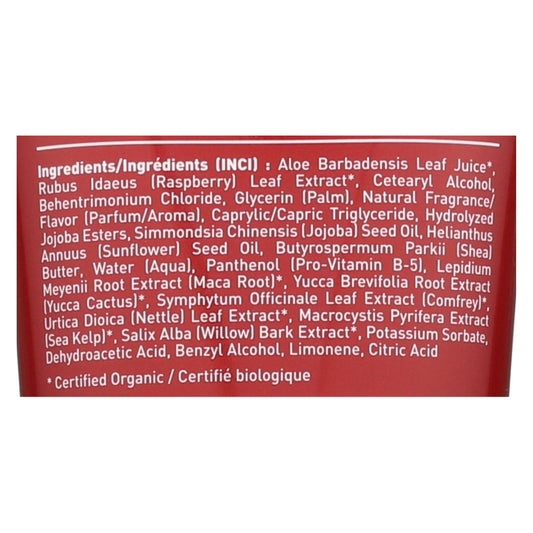 Ingredients/Ingrédients (INCI) : Aloe Barbadensis Leaf Juice*,
Rubus Idaeus (Raspberry) Leaf Extract*, Cetearyl Alcohol,
Behentrimonium Chloride, Glycerin (Palm), Natural Fragrance/
Flavor (Parfum/Aroma), Caprylic/Capric Triglyceride, Hydrolyzed
Jojoba Esters, Simmondsia Chinensis (Jojoba) Seed Oil, Helianthus
Annuus (Sunflower) Seed Oil, Butyrospermum Parkii (Shea)
Butter, Water (Aqua), Panthenol (Pro-Vitamin B-5), Lepidium
Meyenii Root Extract (Maca Root)*, Yucca Brevifolia Root Extract
(Yucca Cactus)*, Symphytum Officinale Leaf Extract (Comfrey)*,
Urtica Dioica (Nettle) Leaf Extract*, Macrocystis Pyrifera Extract
(Sea Kelp)*, Salix Alba (Willow) Bark Extract*, Potassium Sorbate,
Dehydroacetic Acid, Benzyl Alcohol, Limonene, Citric Acid
* Certified Organic / Certifié biologique